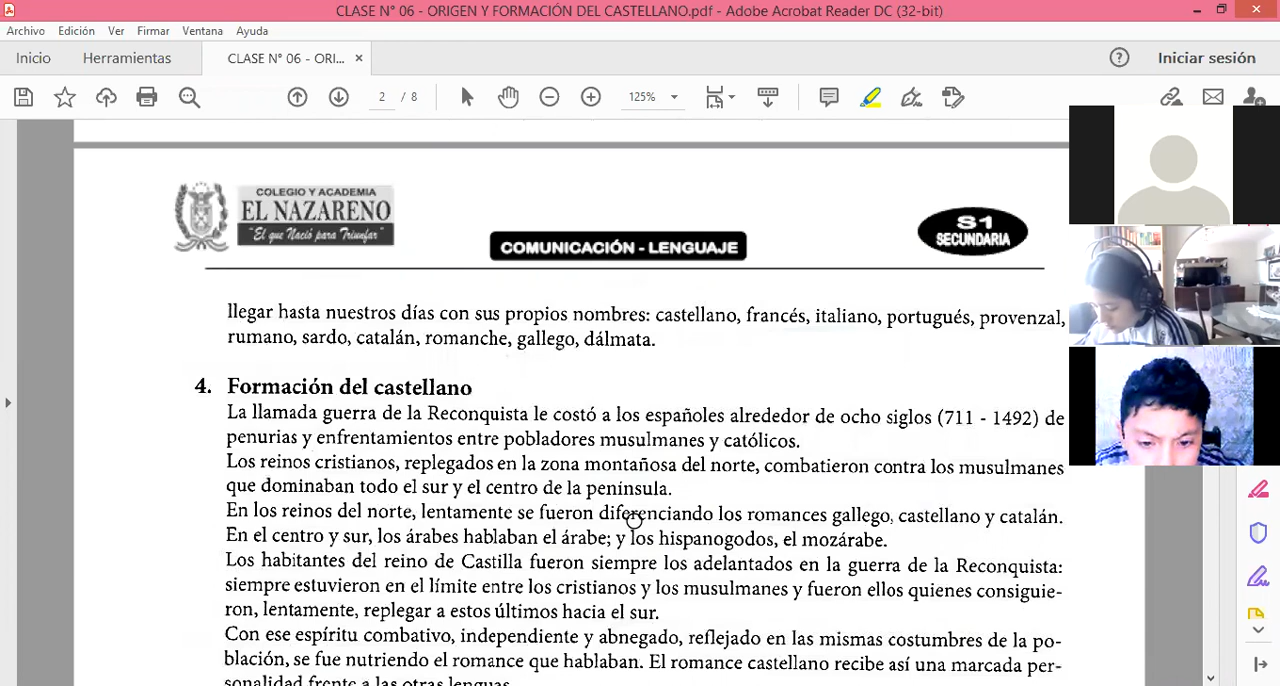 CLASE N° 06 - ORIGEN Y FORMACIÓN DEL CASTELLANO.pdf - Adobe Acrobat Reader DC (32-bit)
Archivo Edición Ver Firmar Ventana Ayuda
Inicio Herramientas CLASE N° 06 - ORI... × Iniciar sesión
2 / 8 125%
COLEGIO Y ACADEMIA
EL NAZARENO
"El que Nació para Triunfar"
COMUNICACIÓN - LENGUAJE
S1
SECUNDARIA
llegar hasta nuestros días con sus propios nombres: castellano, francés, italiano, portugués, provenzal,
rumano, sardo, catalán, romanche, gallego, dálmata.
4. Formación del castellano
La llamada guerra de la Reconquista le costó a los españoles alrededor de ocho siglos (711 - 1492) de
penurias y enfrentamientos entre pobladores musulmanes y católicos.
Los reinos cristianos, replegados en la zona montañosa del norte, combatieron contra los musulmanes
que dominaban todo el sur y el centro de la península.
En los reinos del norte, lentamente se fueron diferenciando los romances gallego, castellano y catalán.
En el centro y sur, los árabes hablaban el árabe; y los hispanogodos, el mozárabe.
Los habitantes del reino de Castilla fueron siempre los adelantados en la guerra de la Reconquista:
siempre estuvieron en el límite entre los cristianos y los musulmanes y fueron ellos quienes consiguie-
ron, lentamente, replegar a estos últimos hacia el sur.
Con ese espíritu combativo, independiente y abnegado, reflejado en las mismas costumbres de la po-
blación, se fue nutriendo el romance que hablaban. El romance castellano recibe así una marcada per-
sonalidad frente a las otras lenguas.